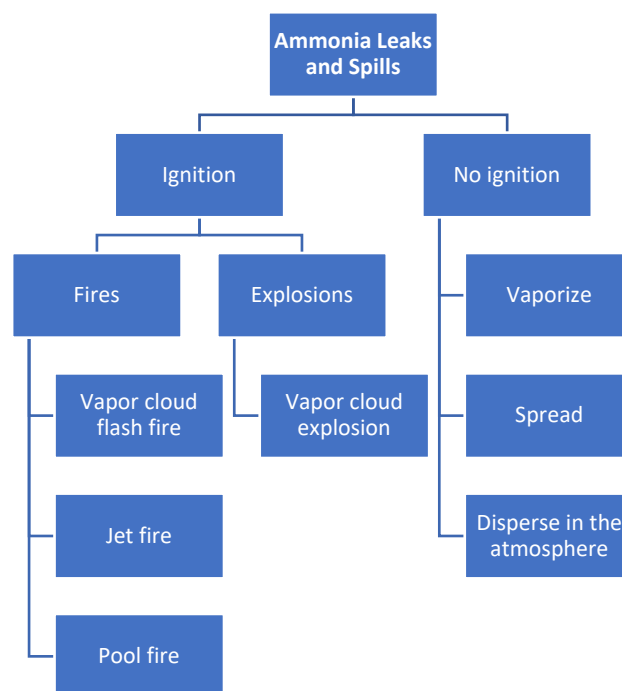 Ammonia Leaks
and Spills
Ignition
No ignition
Fires
Explosions
Vaporize
Vapor cloud
flash fire
Vapor cloud
explosion
Spread
Jet fire
Disperse in the
atmosphere
Pool fire